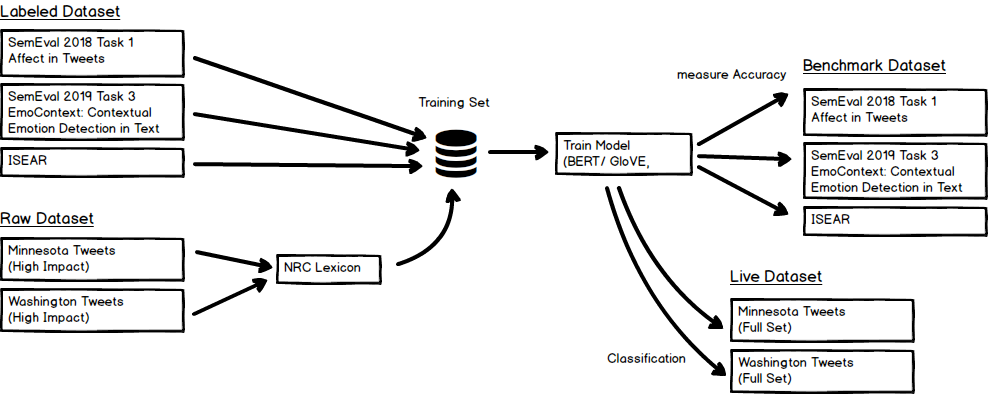 Labeled Dataset
SemEval 2018 Task 1
Affect in Tweets
SemEval 2019 Task 3
EmoContext: Contextual
Emotion Detection in Text
ISEAR
Raw Dataset
Minnesota Tweets
(High Impact)
Washington Tweets
(High Impact)
NRC Lexicon
Training Set
Train Model
(BERT/ GloVE,
measure Accuracy
Benchmark Dataset
SemEval 2018 Task 1
Affect in Tweets
SemEval 2019 Task 3
EmoContext: Contextual
Emotion Detection in Text
ISEAR
Live Dataset
Minnesota Tweets
(Full Set)
Classification
Washington Tweets
(Full Set)